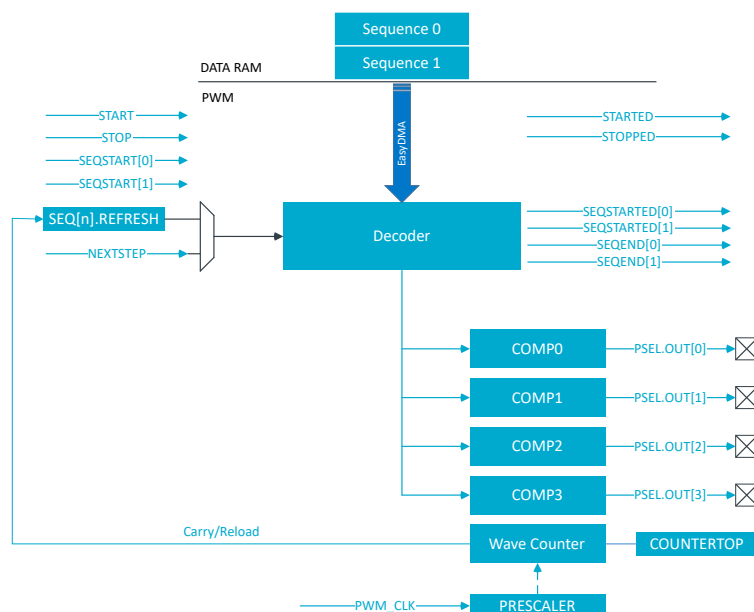 Sequence 0
Sequence 1
DATA RAM
PWM
START
STOP
SEQSTART[0]
SEQSTART[1]
EasyDMA
STARTED
STOPPED
SEQ[n].REFRESH
NEXTSTEP
Decoder
SEQSTARTED[0]
SEQSTARTED[1]
SEQEND[0]
SEQEND[1]
COMP0
PSEL.OUT[0]
COMP1
PSEL.OUT[1]
COMP2
PSEL.OUT[2]
COMP3
PSEL.OUT[3]
Carry/Reload
Wave Counter
COUNTERTOP
PWM_CLK
PRESCALER